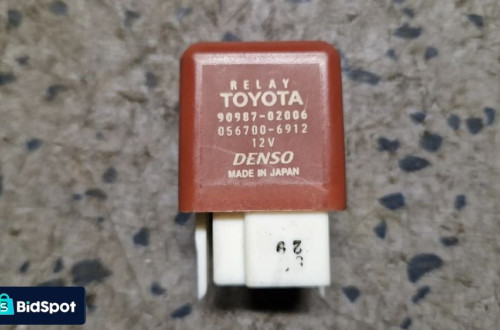 RELAY
TOYOTA
90987-02006
056700-6912
12V
DENSO
MADE IN JAPAN
BidSpot